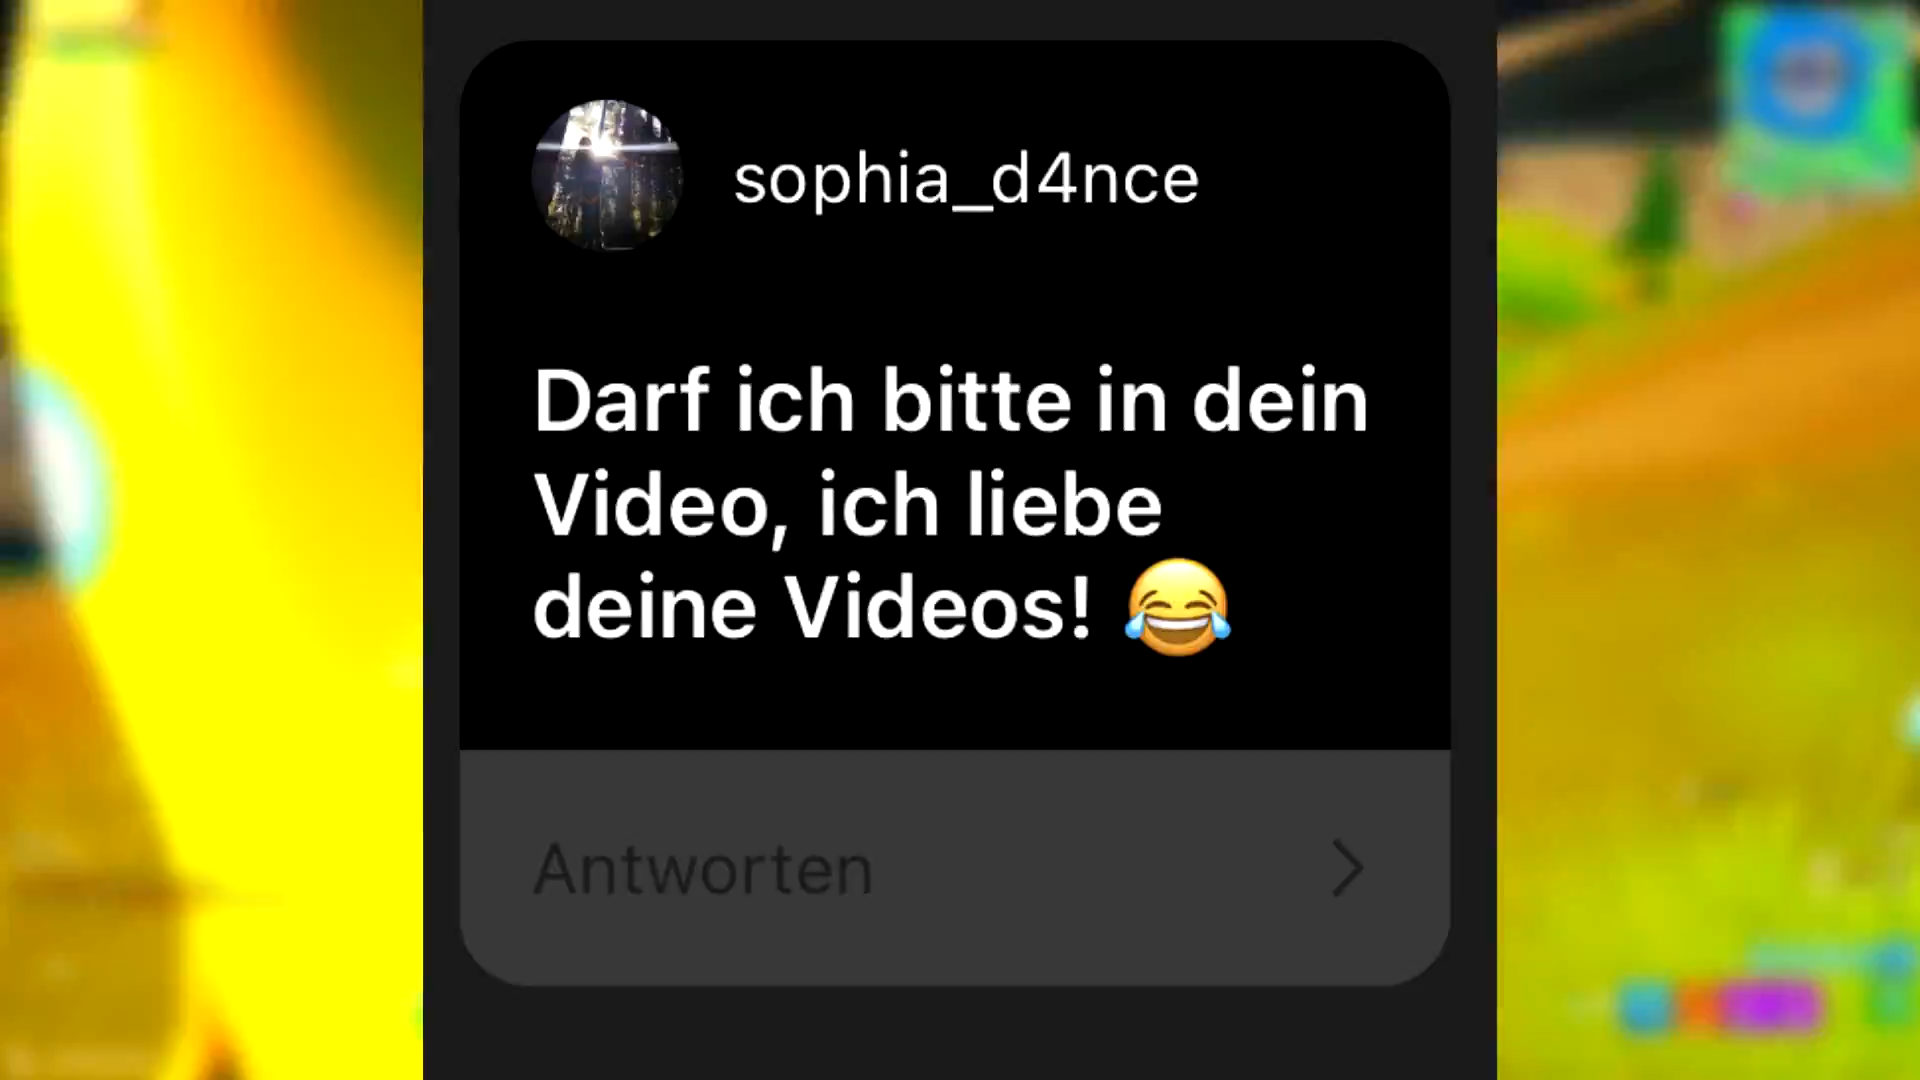 sophia_d4nce
Darf ich bitte in dein
Video, ich liebe
deine Videos! 😂
Antworten